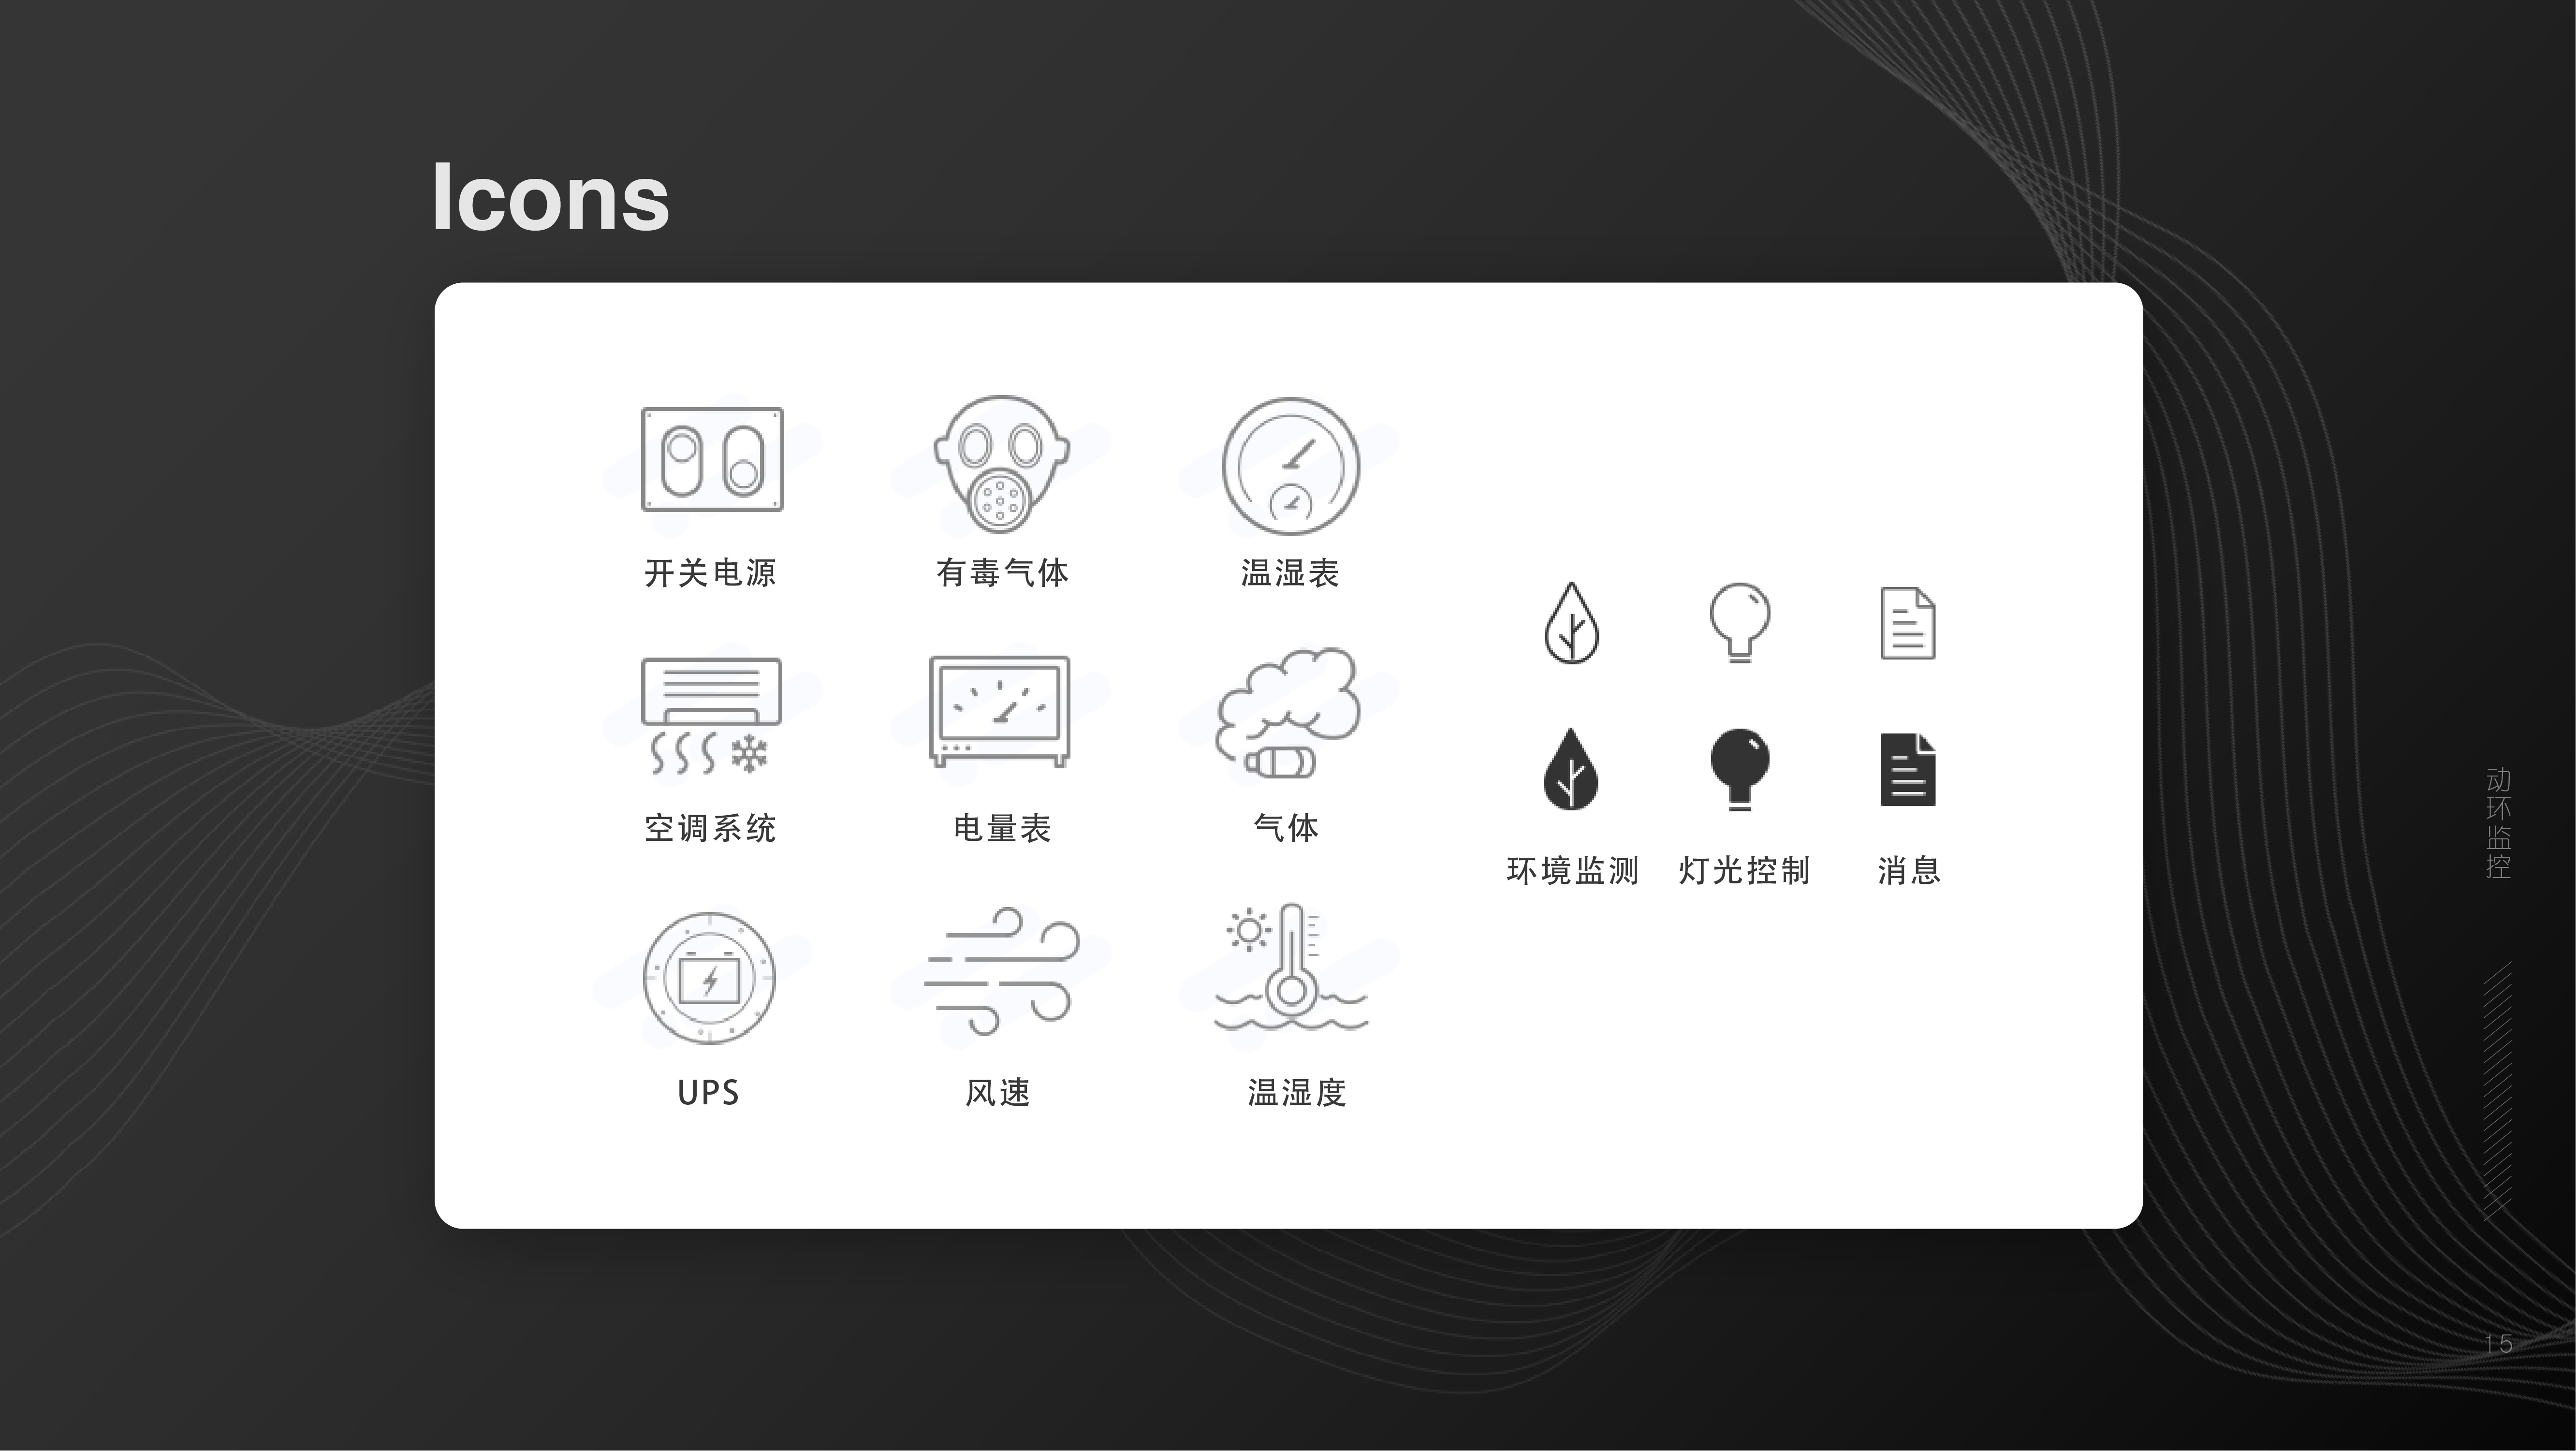 Icons
开关电源
有毒气体
温湿表
空调系统
电量表
气体
UPS
风速
温湿度
环境监测
灯光控制
消息
动环监控
15